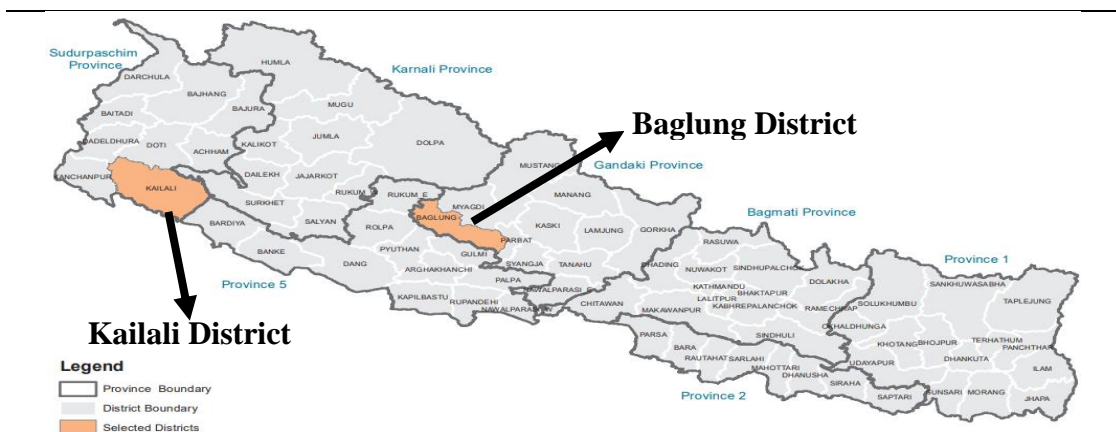 Sudurpaschim
Province
Karnali Province
Gandaki Province
Bagmati Province
Province 1
Province 5
Province 2
Baglung District
Kailali District
HUMLA
DARCHULA
BAJHANG
MUGU
BAITADI
BAJURA
JUMLA
DOLPA
DADELDHURA
DOTI
ACHHAM
KALIKOT
MUSTANG
KANCHANPUR
KAILALI
DAILEKH
JAJARKOT
RUKUM_E
MYAGDI
MANANG
SURKHET
SALYAN
ROLPA
BAGLUNG
KASKI
LAMJUNG
GORKHA
BARDIYA
PYUTHAN
PARBAT
GULMI
SYANGJA
TANAHU
BANKE
DANG
ARGHAKHANCHI
PALPA
KAPILBASTU
RUPANDEHI
CHITAWAN
RASUWA
DHADING
NUWAKOT
SINDHUPALCHOK
DOLAKHA
KATHMANDU
BHAKTAPUR
LALITPUR
KABHREPALANCHOK
RAMECHHAP
MAKAWANPUR
SINDHULI
SANKHUWASABHA
SOLUKHUMBU
TAPLEJUNG
OKHALDHUNGA
KHOTANG
BHOJPUR
TERHATHUM
PANCHTHAR
DHANKUTA
UDAYAPUR
ILAM
PARSA
BARA
RAUTAHAT
SARLAHI
MAHOTTARI
DHANUSHA
SIRAHA
SAPTARI
SUNSARI
MORANG
JHAPA
Legend
Province Boundary
District Boundary
Selected Districts